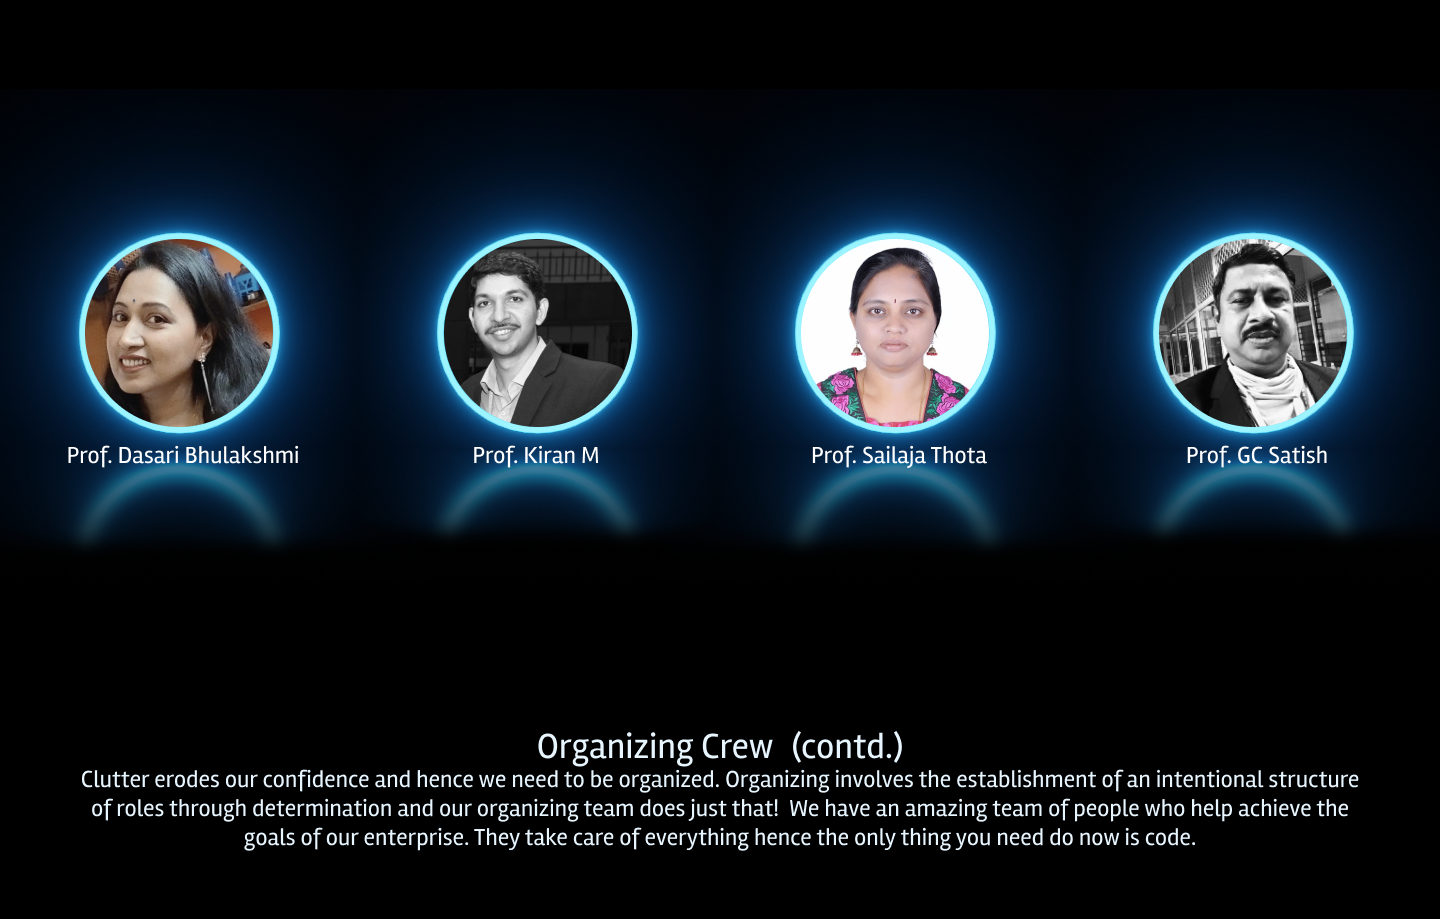 Prof. Dasari Bhulakshmi
Prof. Kiran M
Prof. Sailaja Thota
Prof. GC Satish
Organizing Crew (contd.)
Clutter erodes our confidence and hence we need to be organized. Organizing involves the establishment of an intentional structure
of roles through determination and our organizing team does just that! We have an amazing team of people who help achieve the
goals of our enterprise. They take care of everything hence the only thing you need do now is code.